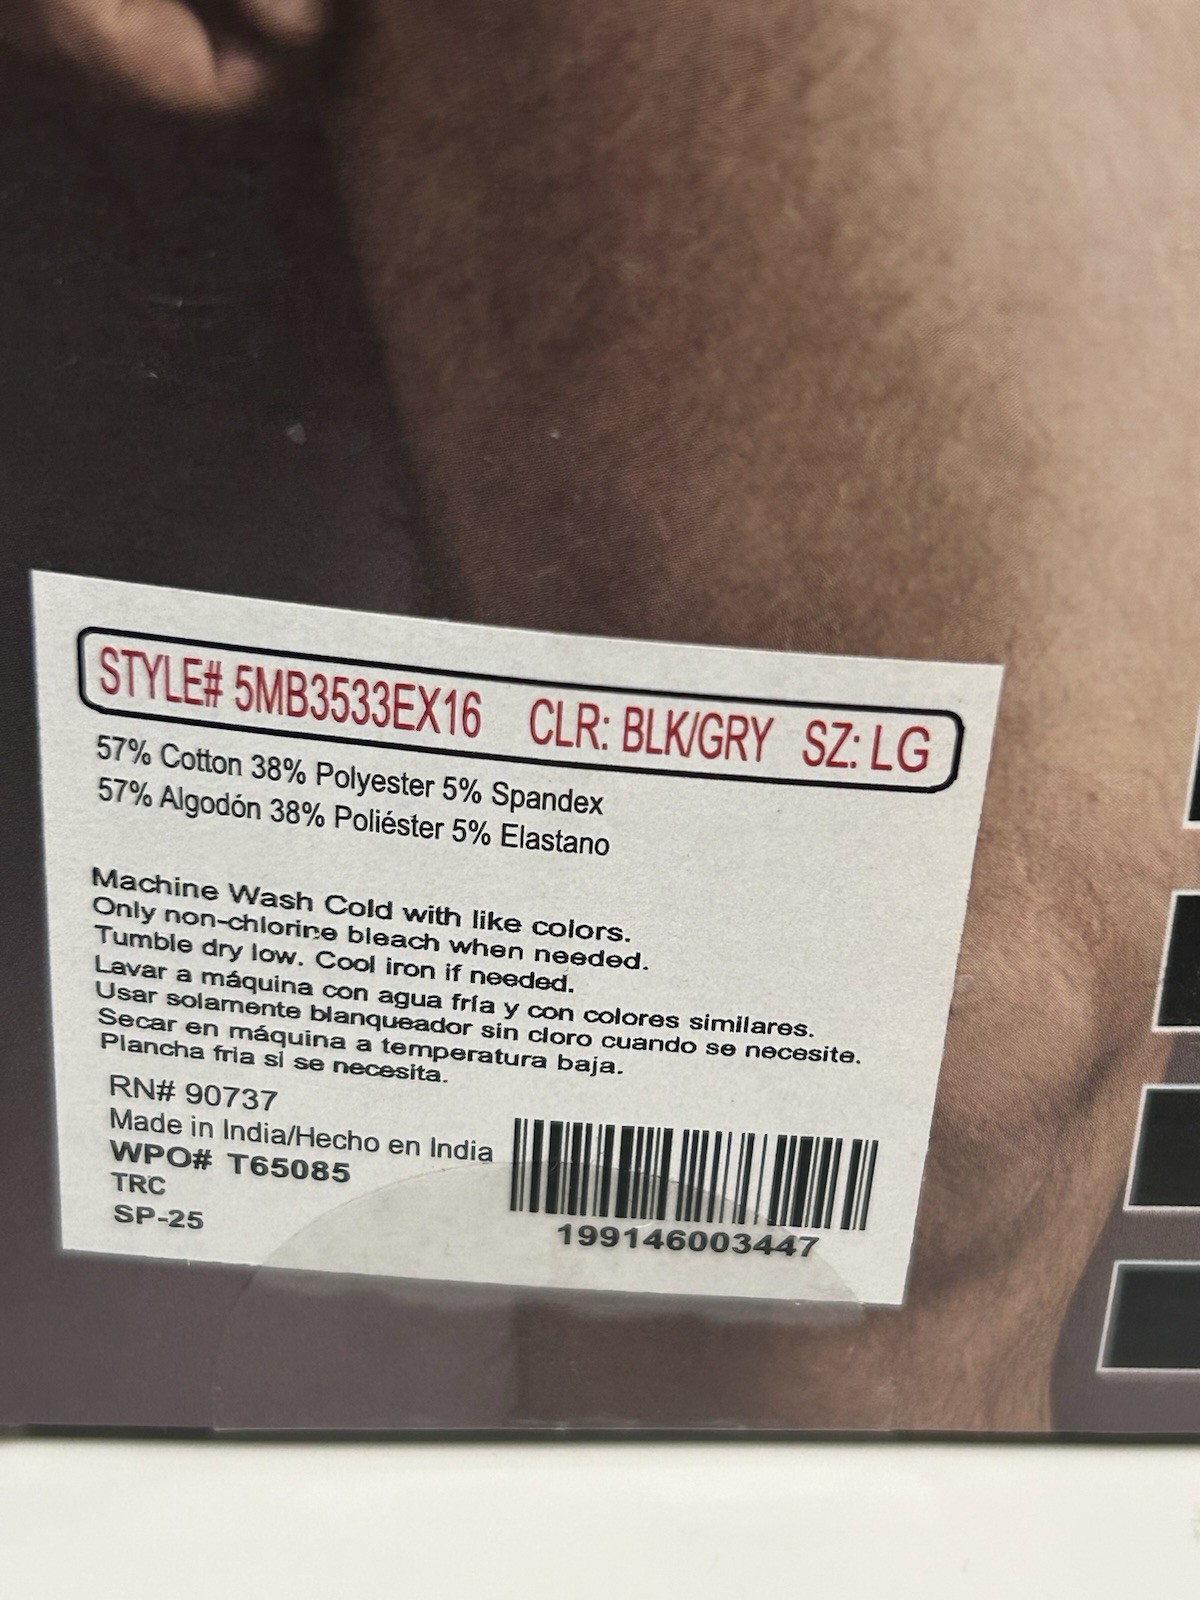 STYLE# 5MB3533EX16 CLR: BLK/GRY SZ: LG
57% Cotton 38% Polyester 5% Spandex
57% Algodón 38% Poliéster 5% Elastano
Machine Wash Cold with like colors.
Only non-chlorine bleach when needed.
Tumble dry low. Cool iron if needed.
Lavar a máquina con agua fría y con colores similares.
Usar solamente blanqueador sin cloro cuando se necesite.
Secar en máquina a temperatura baja.
Plancha fria si se necesita.
RN# 90737
Made in India/Hecho en India
WPO# T65085
TRC
SP-25
199146003447